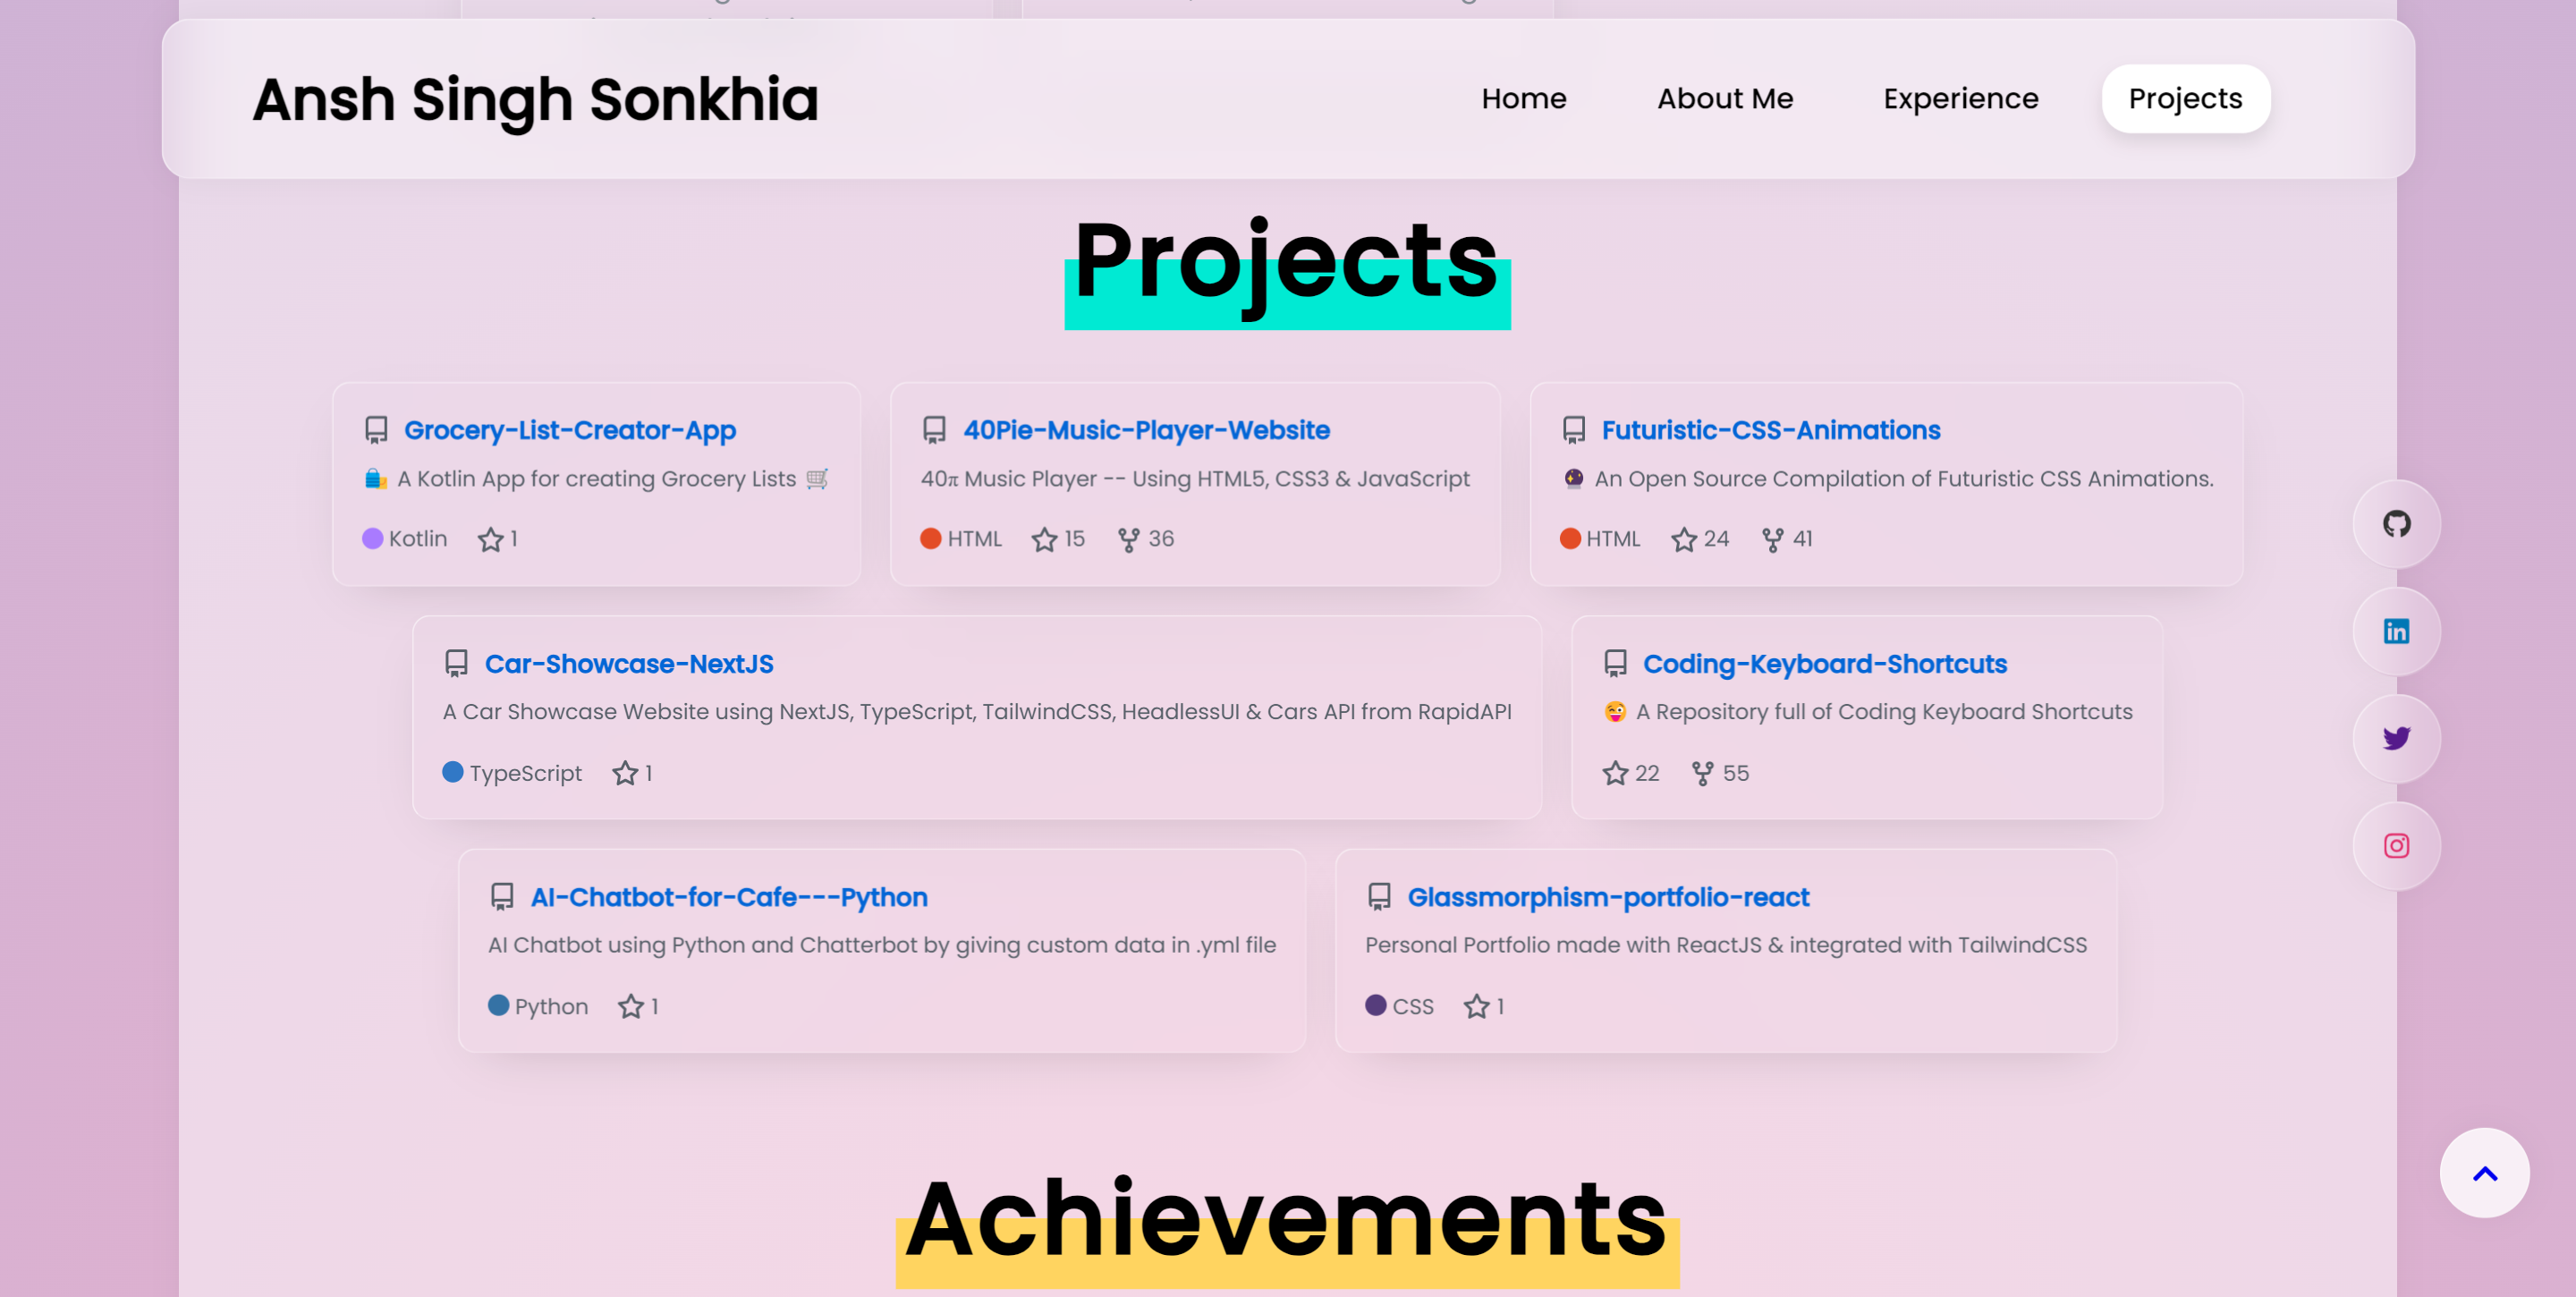 Ansh Singh Sonkhia
Home About Me Experience Projects
Projects
Grocery-List-Creator-App
🛍️ A Kotlin App for creating Grocery Lists 🛒
Kotlin 1
40Pie-Music-Player-Website
40π Music Player -- Using HTML5, CSS3 & JavaScript
HTML 15 36
Futuristic-CSS-Animations
🔮 An Open Source Compilation of Futuristic CSS Animations.
HTML 24 41
Car-Showcase-NextJS
A Car Showcase Website using NextJS, TypeScript, TailwindCSS, HeadlessUI & Cars API from RapidAPI
TypeScript 1
Coding-Keyboard-Shortcuts
😜 A Repository full of Coding Keyboard Shortcuts
22 55
AI-Chatbot-for-Cafe---Python
AI Chatbot using Python and Chatterbot by giving custom data in .yml file
Python 1
Glassmorphism-portfolio-react
Personal Portfolio made with ReactJS & integrated with TailwindCSS
CSS 1
in
Achievements